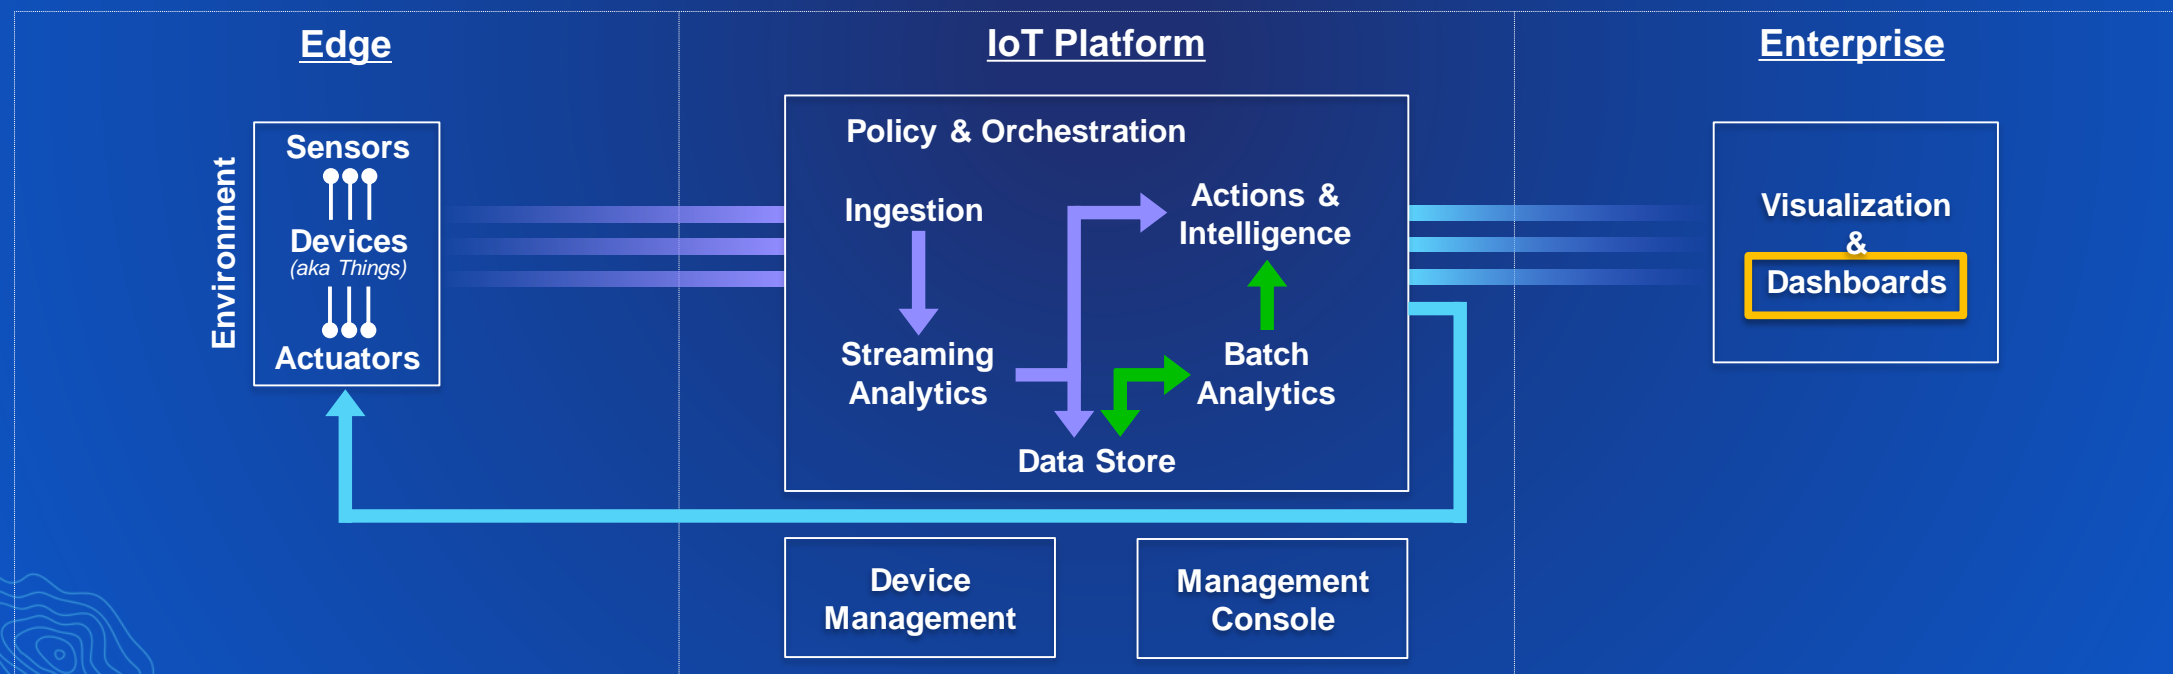 Edge
IoT Platform
Enterprise
Environment
Sensors
Devices
(aka Things)
Actuators
Policy & Orchestration
Ingestion
Streaming
Analytics
Actions &
Intelligence
Batch
Analytics
Data Store
Visualization
&
Dashboards
Device
Management
Management
Console